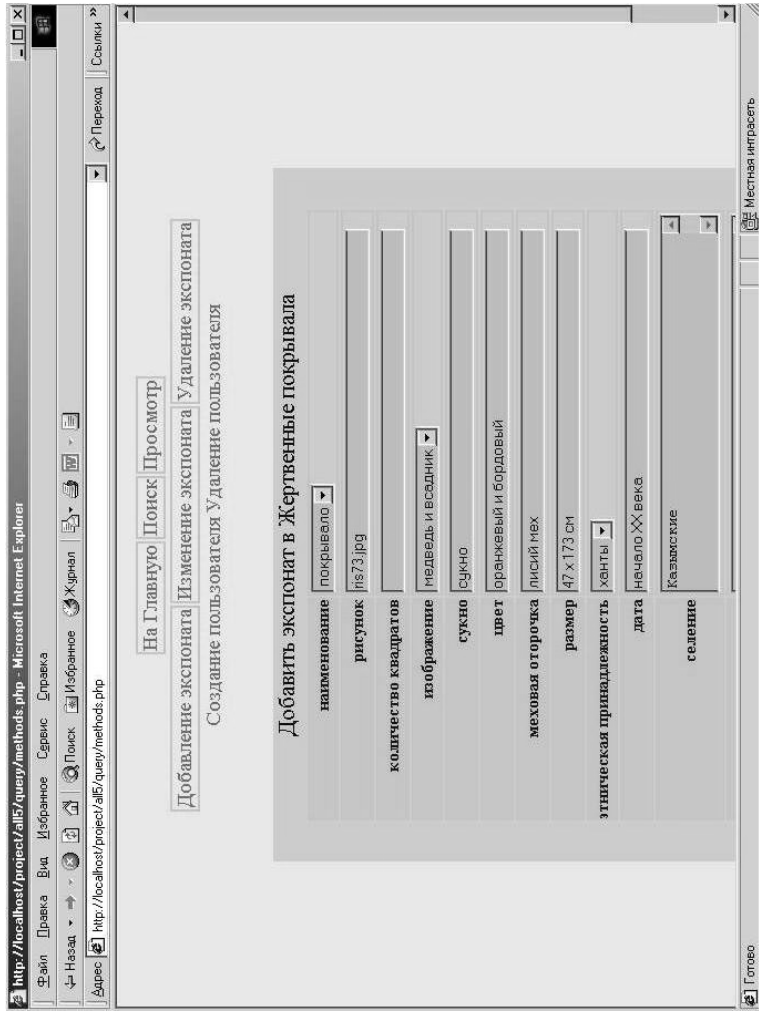 http://localhost/project/all5/query/methods.php - Microsoft Internet Explorer
Файл Правка Вид Избранное Сервис Справка
Назад Поиск Избранное Журнал
Адрес http://localhost/project/all5/query/methods.php Переход Ссылки »
На Главную Поиск Просмотр
Добавление экспоната Изменение экспоната Удаление экспоната
Создание пользователя Удаление пользователя
Добавить экспонат в Жертвенные покрывала
наименование покрывало
рисунок ris73.jpg
количество квадратов
изображение медведь и всадник
сукно сукно
цвет оранжевый и бордовый
меховая оторочка лисий мех
размер 47 x 173 см
этническая принадлежность ханты
дата начало XX века
селение Казымские
Готово Местная интрасеть